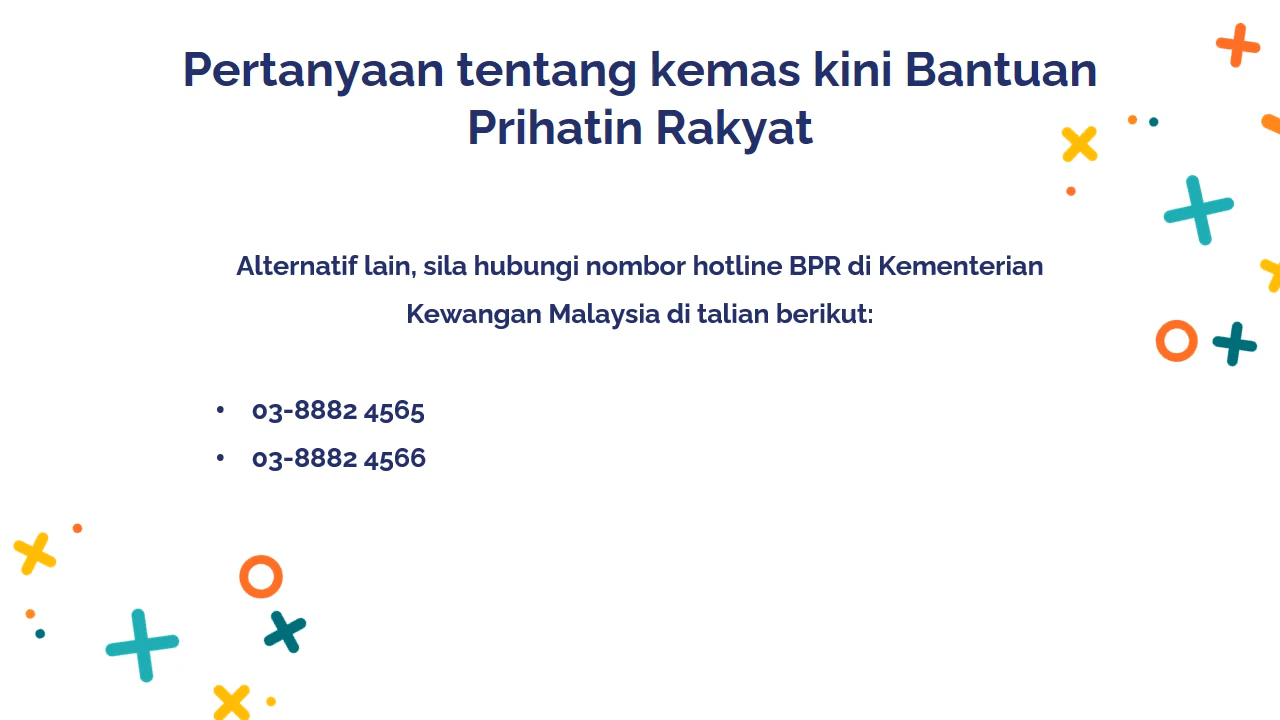 Pertanyaan tentang kemas kini Bantuan
Prihatin Rakyat
Alternatif lain, sila hubungi nombor hotline BPR di Kementerian
Kewangan Malaysia di talian berikut:
• 03-8882 4565
• 03-8882 4566